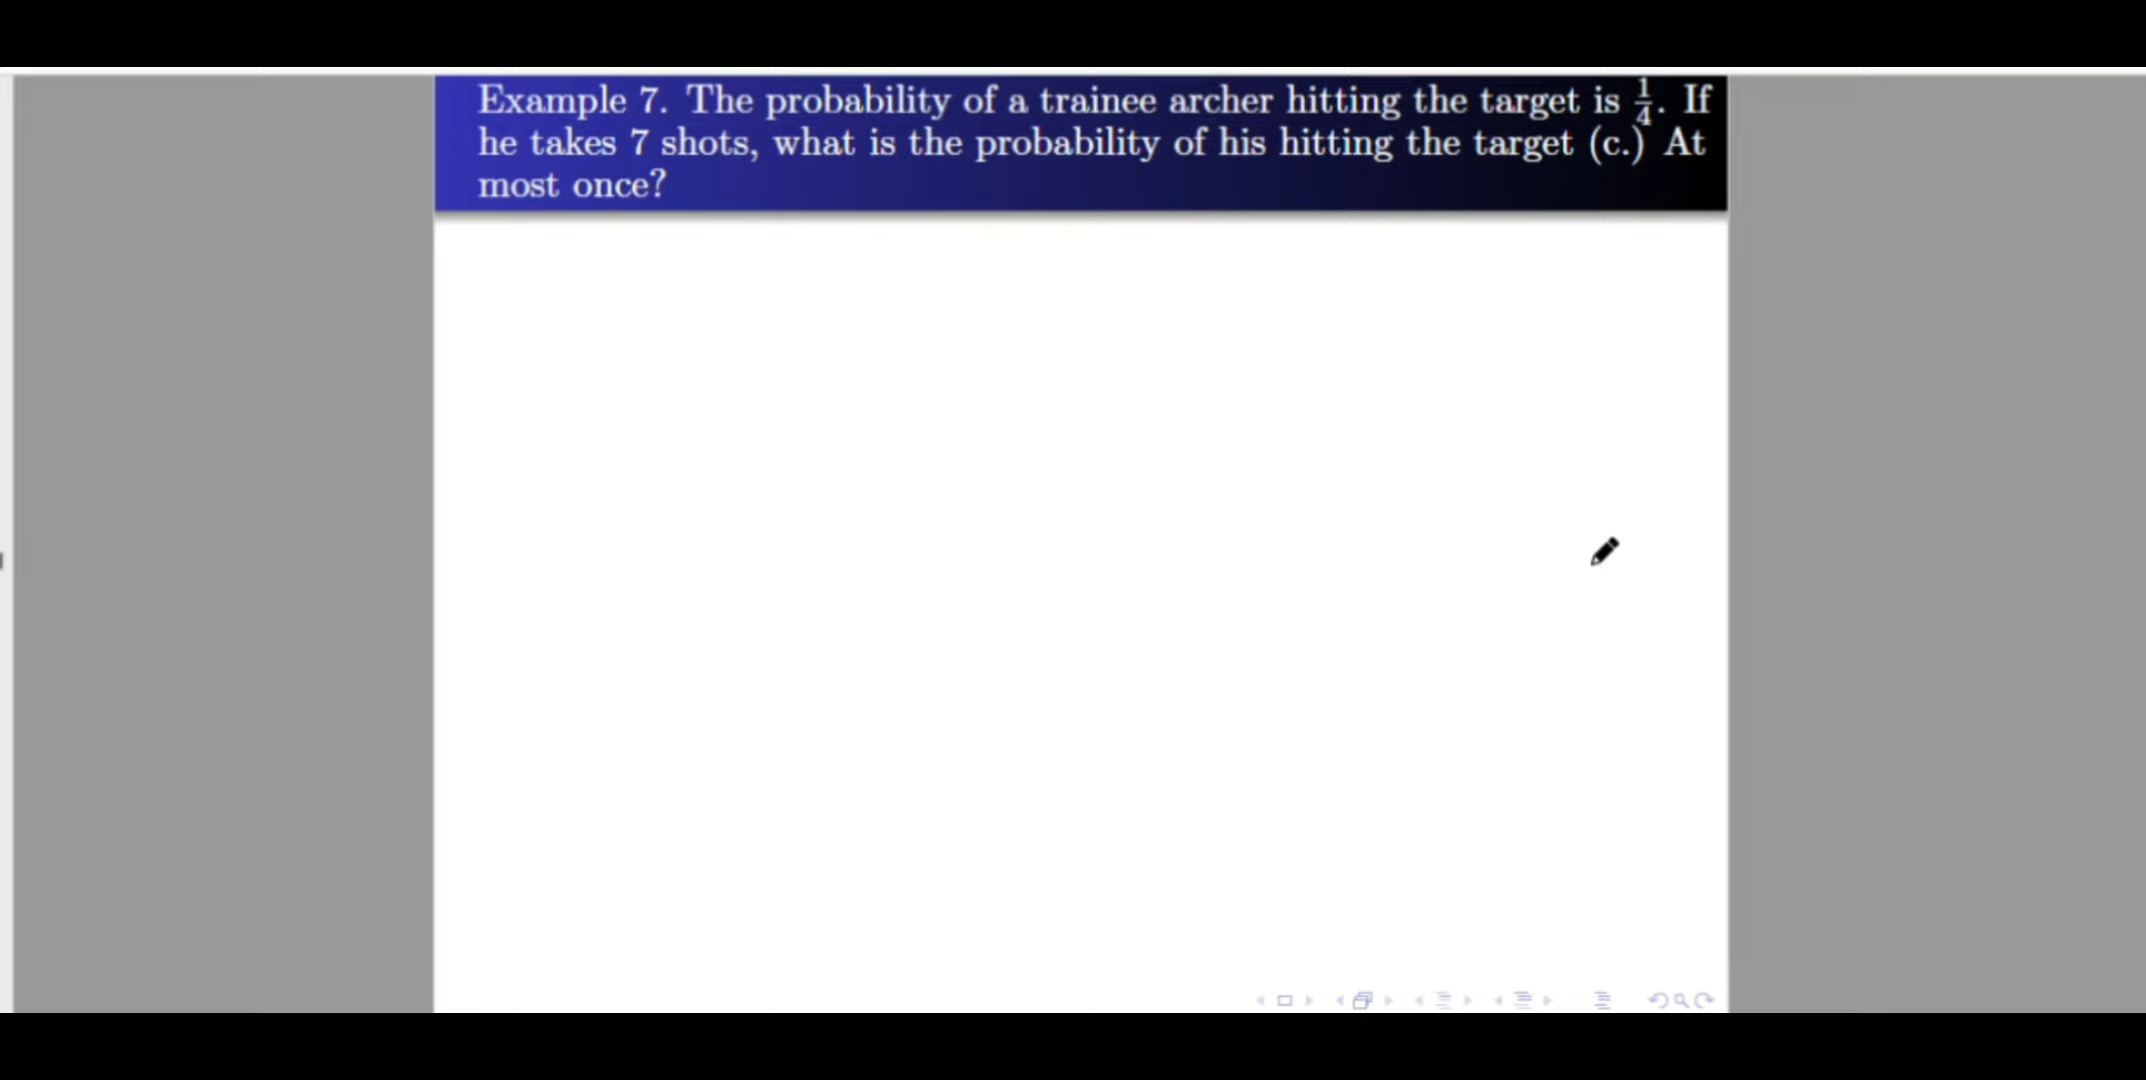 Example 7. The probability of a trainee archer hitting the target is 1/4. If
he takes 7 shots, what is the probability of his hitting the target (c.) At
most once?